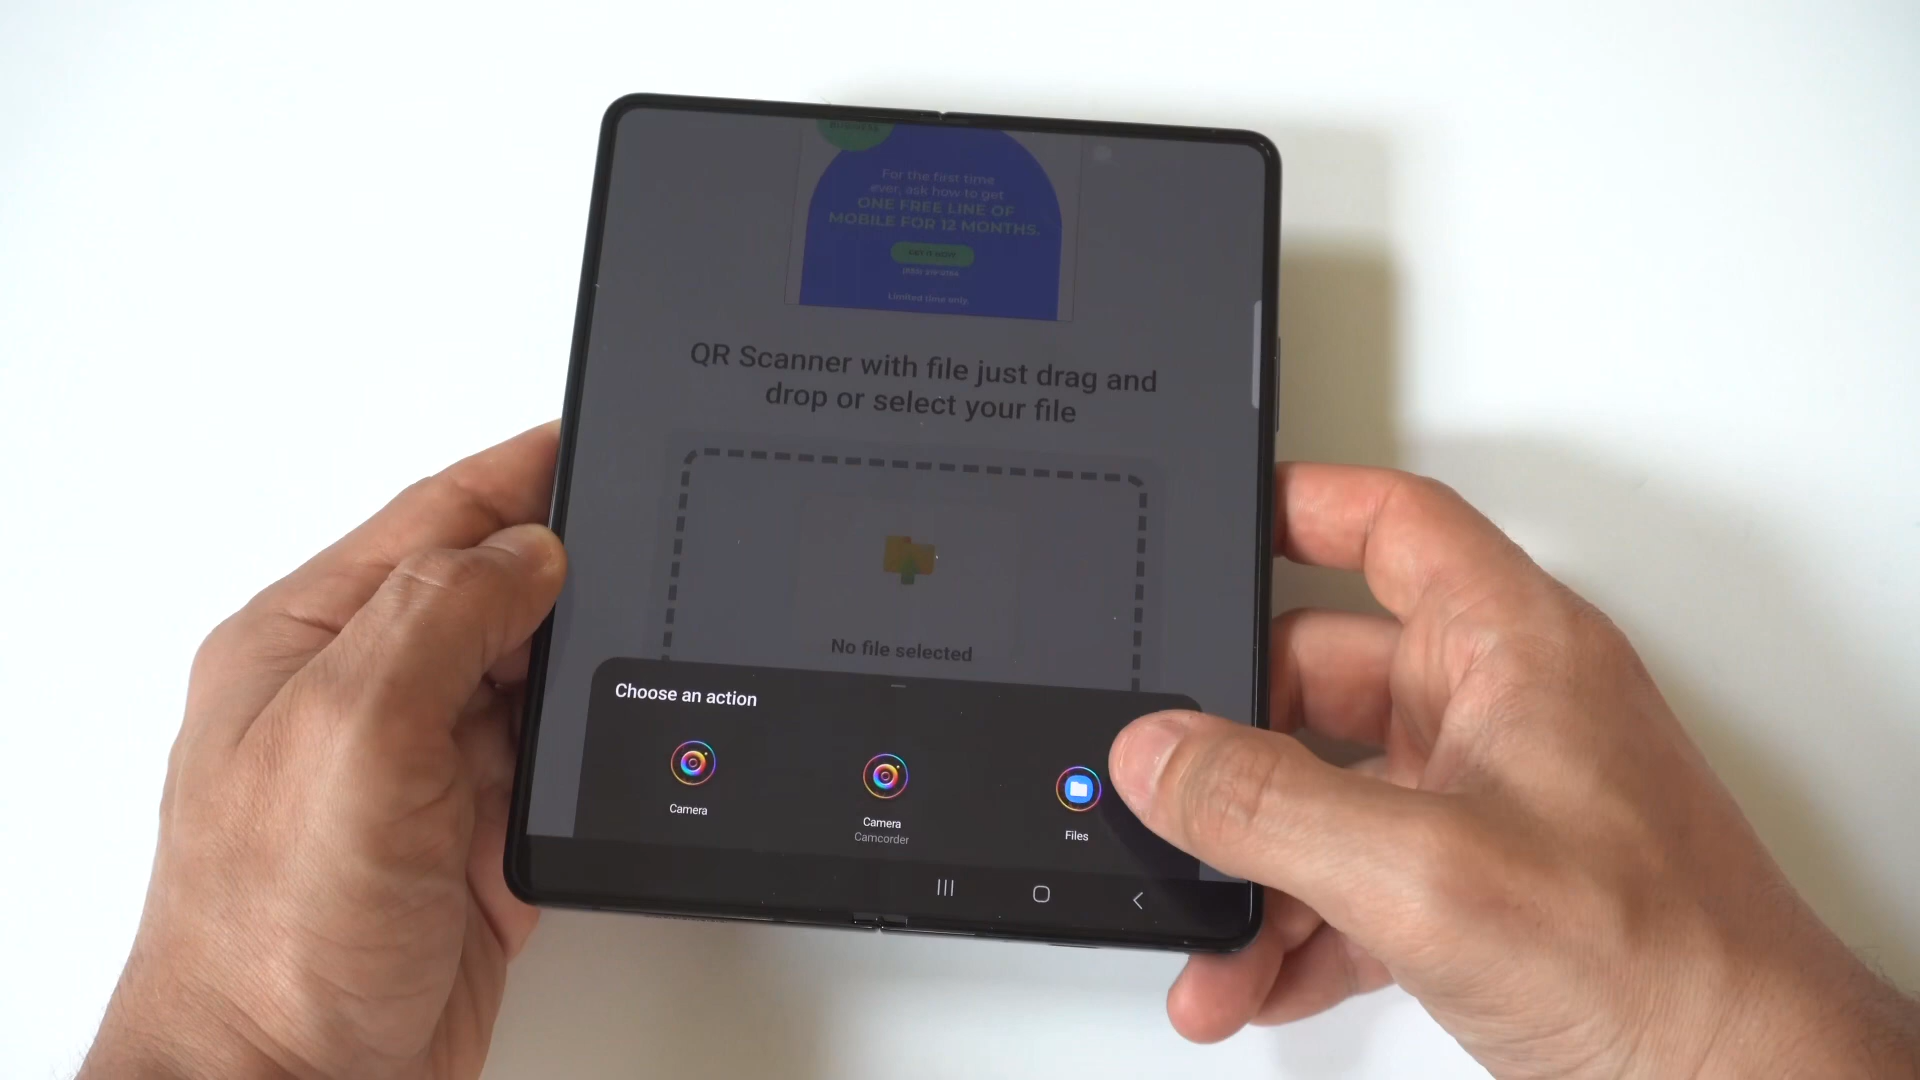 For the first time
ever, ask how to get
ONE FREE LINE OF
MOBILE FOR 12 MONTHS.
Limited time only.
QR Scanner with file just drag and
drop or select your file
No file selected
Choose an action
Camera
Camera
Camcorder
Files